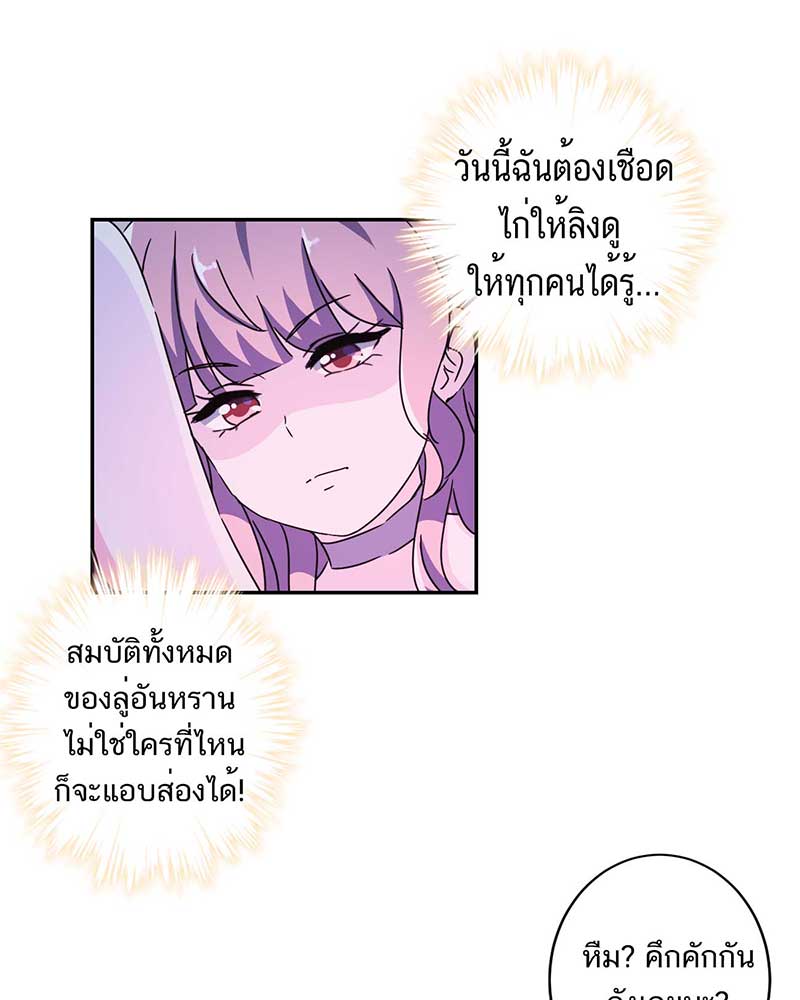 วันนี้ฉันต้องเชือด
ไก่ให้ลิงดู
ให้ทุกคนได้รู้...
สมบัติทั้งหมด
ของลู่อันหราน
ไม่ใช่ใครที่ไหน
ก็จะแอบส่องได้!
หืม? คึกคักกัน